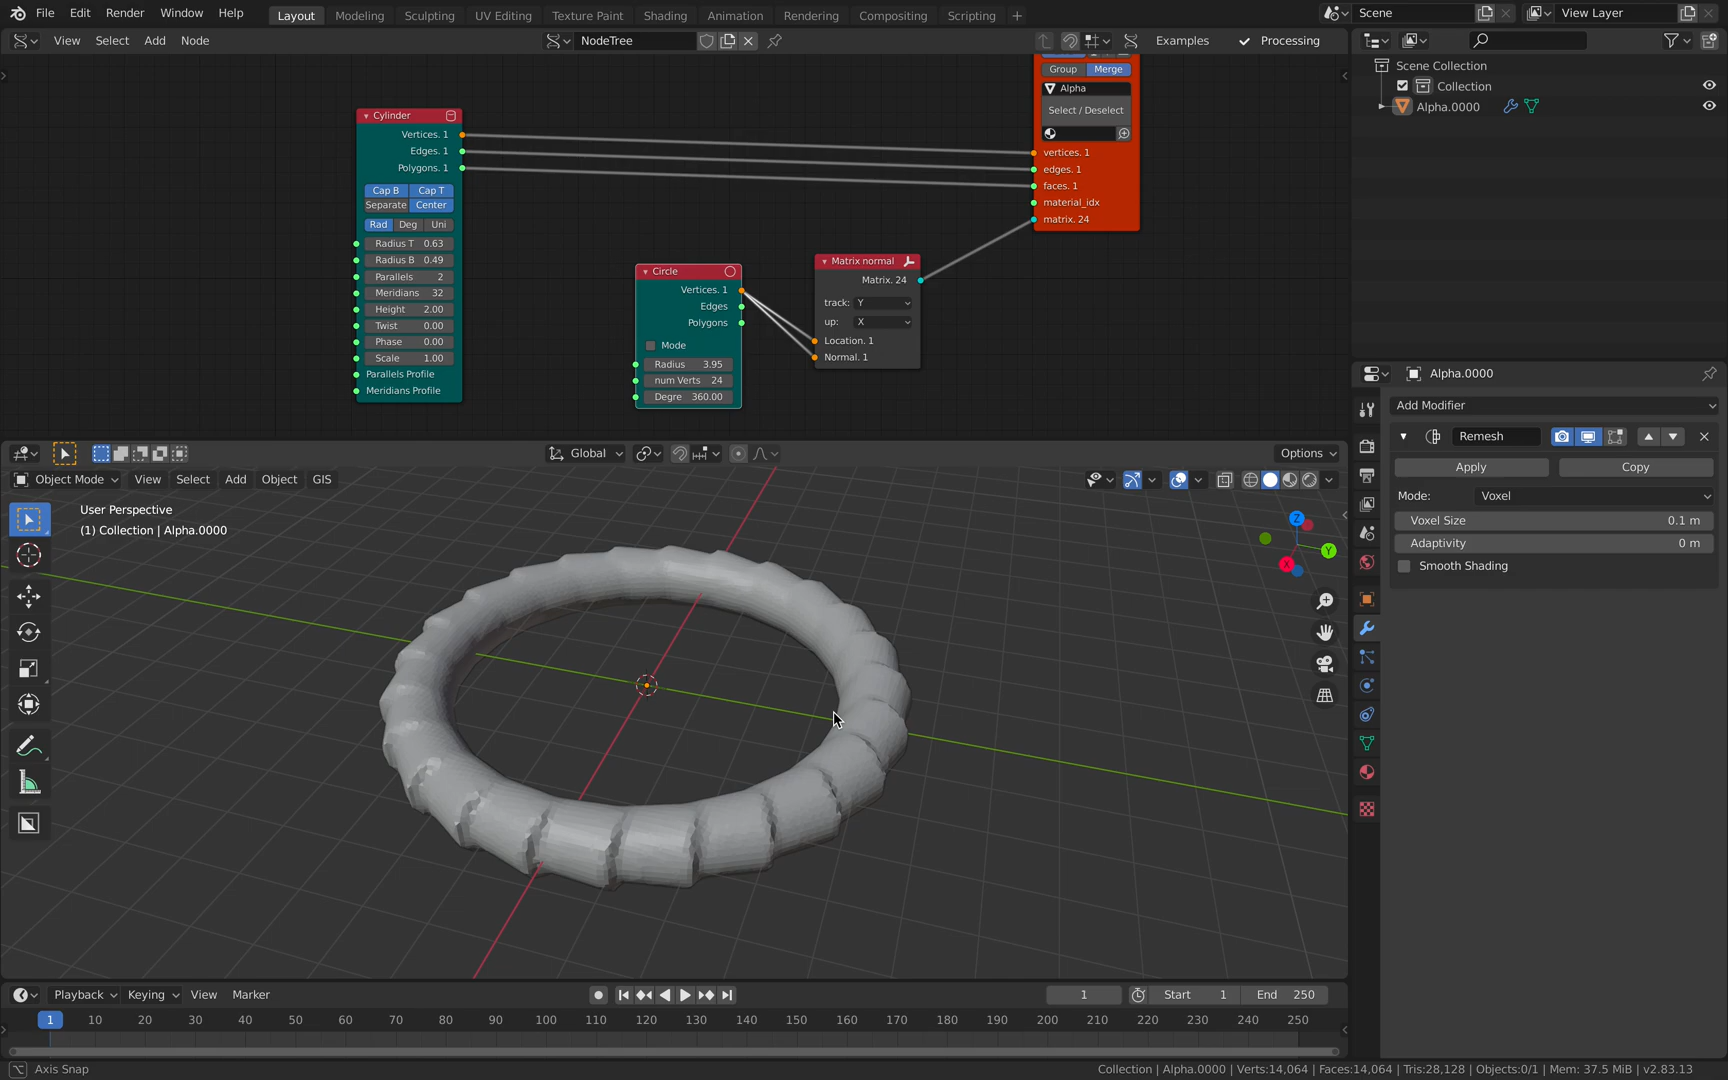 File Edit Render Window Help
Layout Modeling Sculpting UV Editing Texture Paint Shading Animation Rendering Compositing Scripting
Scene
View Layer
View Select Add Node
NodeTree
Examples
Processing
Cylinder
Vertices. 1
Edges. 1
Polygons. 1
Cap B Cap T
Separate Center
Rad Deg Uni
Radius T 0.63
Radius B 0.49
Parallels 2
Meridians 32
Height 2.00
Twist 0.00
Phase 0.00
Scale 1.00
Parallels Profile
Meridians Profile
Circle
Vertices. 1
Edges
Polygons
Mode
Radius 3.95
num Verts 24
Degre 360.00
Matrix normal
Matrix. 24
track: Y
up: X
Location. 1
Normal. 1
Group Merge
Alpha
Select / Deselect
vertices. 1
edges. 1
faces. 1
material_idx
matrix. 24
Scene Collection
Collection
Alpha.0000
Alpha.0000
Add Modifier
Remesh
Apply Copy
Mode: Voxel
Voxel Size 0.1 m
Adaptivity 0 m
Smooth Shading
Global
Options
Object Mode View Select Add Object GIS
User Perspective
(1) Collection | Alpha.0000
Z
Y
X
Playback Keying View Marker
1
Start 1
End 250
1 10 20 30 40 50 60 70 80 90 100 110 120 130 140 150 160 170 180 190 200 210 220 230 240 250
Axis Snap
Collection | Alpha.0000 | Verts:14,064 | Faces:14,064 | Tris:28,128 | Objects:0/1 | Mem: 37.5 MiB | v2.83.13